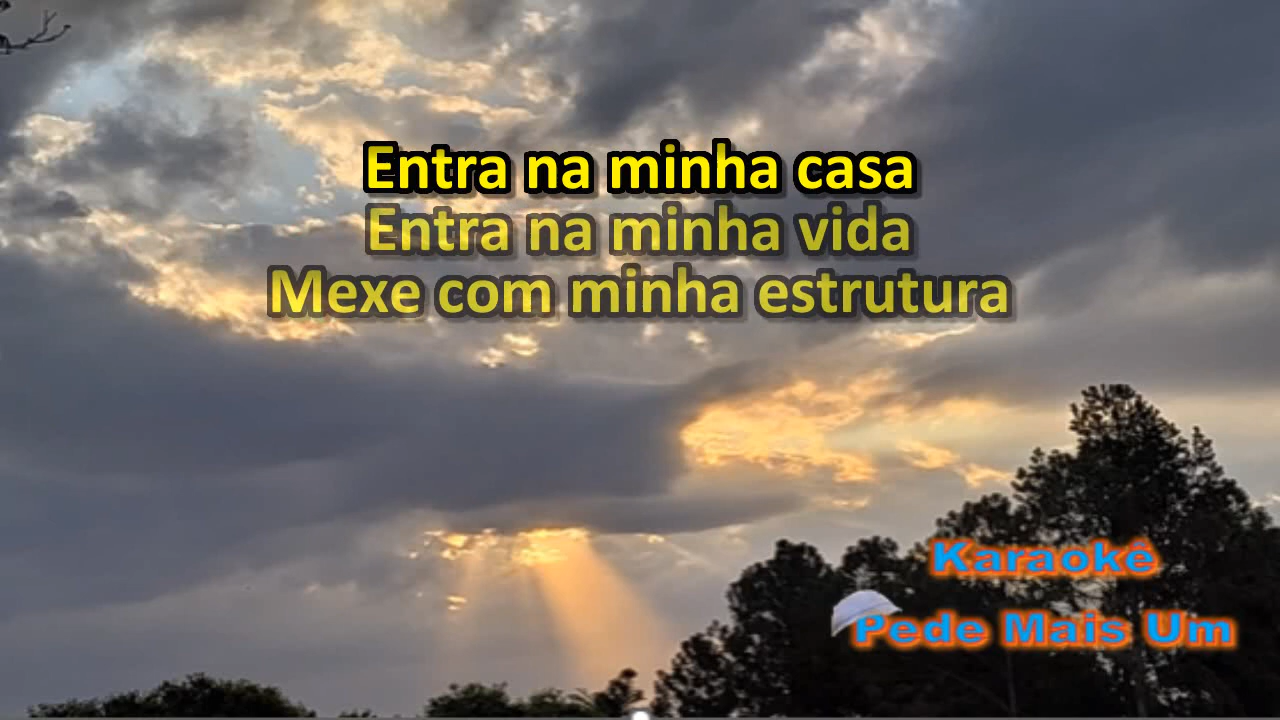 Entra na minha casa
Entra na minha vida
Mexe com minha estrutura
Karaokê
Pede Mais Um